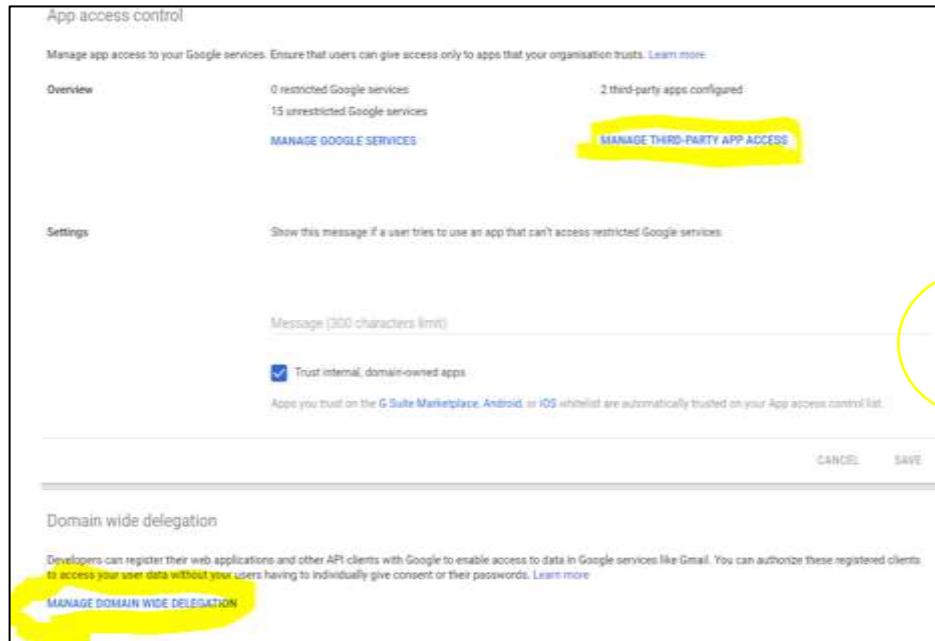 App access control
Manage app access to your Google services. Ensure that users can give access only to apps that your organisation trusts. Learn more
Overview
0 restricted Google services
2 third-party apps configured
15 unrestricted Google services
MANAGE GOOGLE SERVICES
MANAGE THIRD-PARTY APP ACCESS
Settings
Show this message if a user tries to use an app that can't access restricted Google services
Message (300 characters limit)
Trust internal, domain-owned apps
Apps you trust on the G Suite Marketplace, Android, or iOS whitelist are automatically trusted on your App access control list.
CANCEL SAVE
Domain wide delegation
Developers can register their web applications and other API clients with Google to enable access to data in Google services like Gmail. You can authorize these registered clients
to access your user data without your users having to individually give consent or their passwords. Learn more
MANAGE DOMAIN WIDE DELEGATION